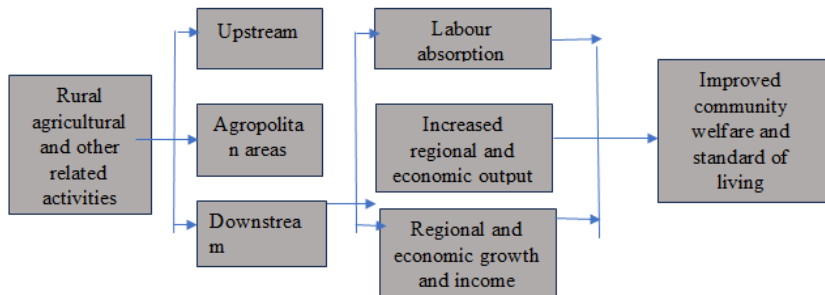 Rural
agricultural
and other
related
activities
Upstream
Agropolita
n areas
Downstrea
m
Labour
absorption
Increased
regional and
economic output
Regional and
economic growth
and income
Improved
community
welfare and
standard of
living